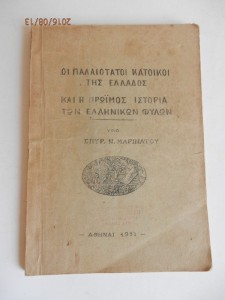 2016/08/13
ΟΙ ΠΑΛΑΙΟΤΑΤΟΙ ΚΑΤΟΙΚΟΙ
ΤΗΣ ΕΛΛΑΔΟΣ
ΚΑΙ Η ΠΡΩΙΜΟΣ ΙΣΤΟΡΙΑ
ΤΩΝ ΕΛΛΗΝΙΚΩΝ ΦΥΛΩΝ
ΥΠΟ
ΣΠΥΡ. Ν. ΜΑΡΙΝΑΤΟΥ
- ΑΘΗΝΑΙ